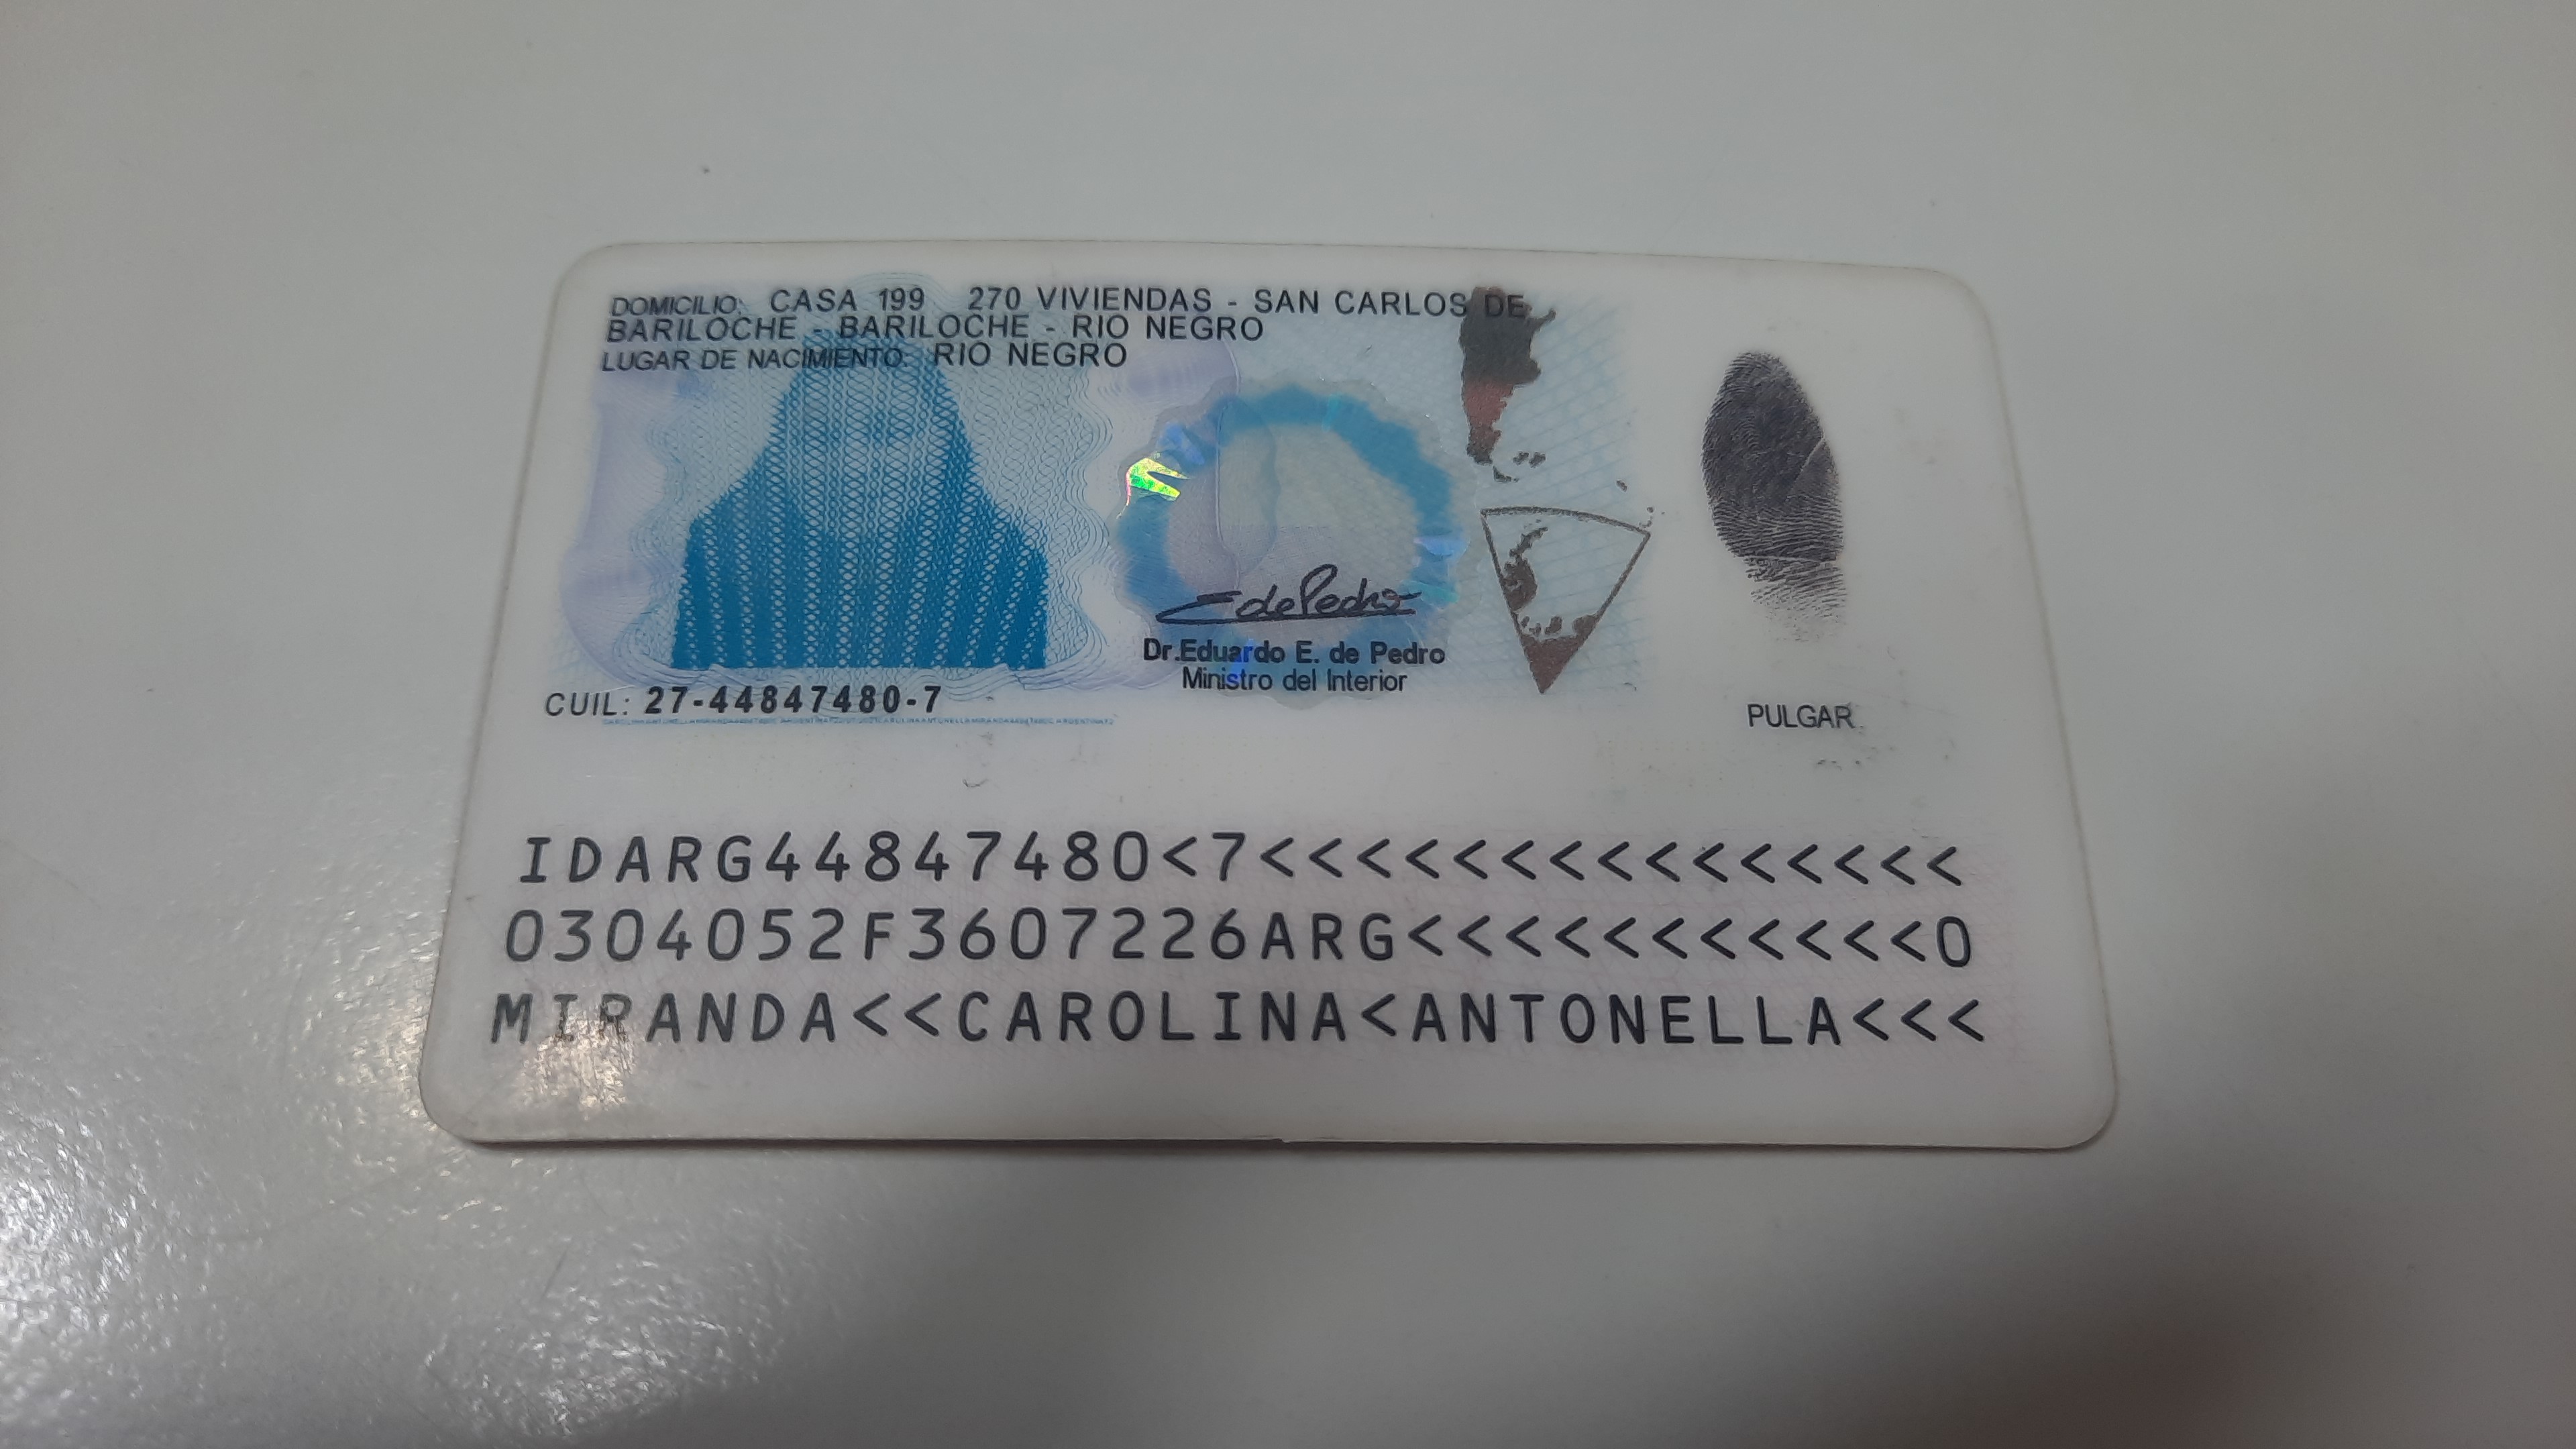 DOMICILIO: CASA 199 270 VIVIENDAS - SAN CARLOS DE
BARILOCHE - BARILOCHE - RIO NEGRO
LUGAR DE NACIMIENTO: RIO NEGRO
Dr.Eduardo E. de Pedro
Ministro del Interior
CUIL: 27-44847480-7
PULGAR
IDARG44847480<7<<<<<<<<<<<<<<<
0304052F3607226ARG<<<<<<<<<<<0
MIRANDA<<CAROLINA<ANTONELLA<<<